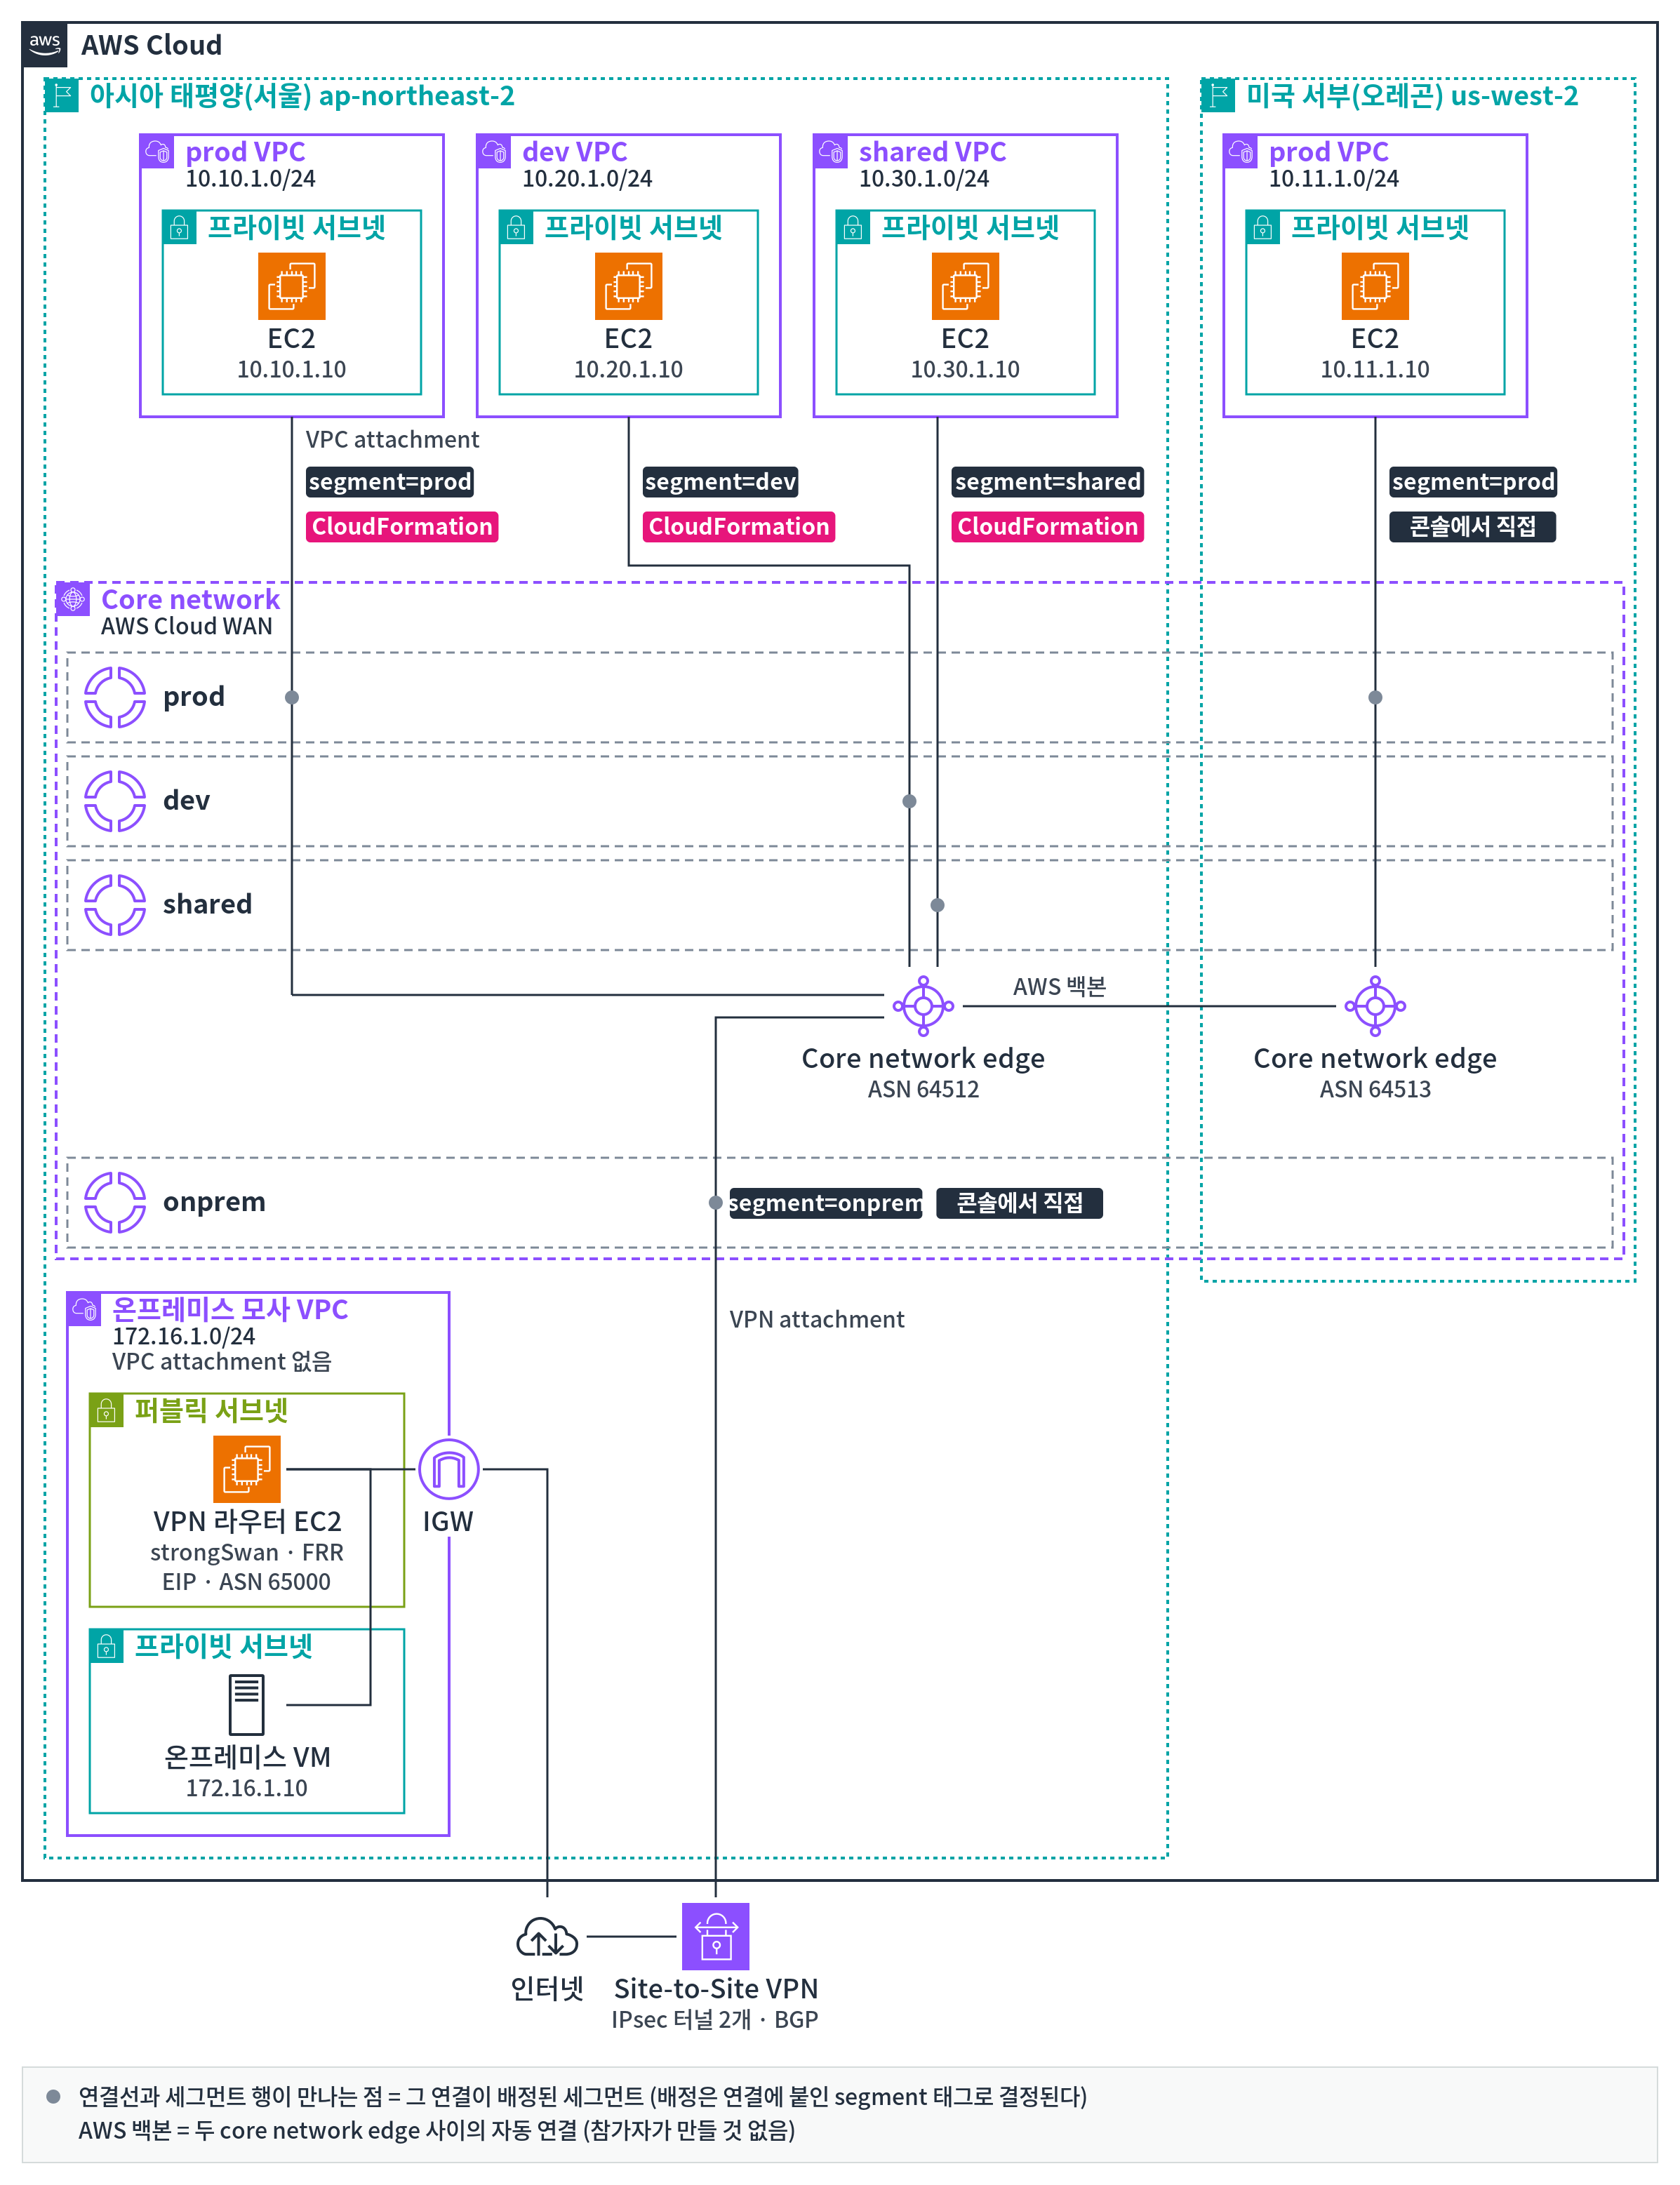 aws
AWS Cloud
아시아 태평양(서울) ap-northeast-2
미국 서부(오레곤) us-west-2
prod VPC
10.10.1.0/24
프라이빗 서브넷
EC2
10.10.1.10
dev VPC
10.20.1.0/24
프라이빗 서브넷
EC2
10.20.1.10
shared VPC
10.30.1.0/24
프라이빗 서브넷
EC2
10.30.1.10
prod VPC
10.11.1.0/24
프라이빗 서브넷
EC2
10.11.1.10
VPC attachment
segment=prod
CloudFormation
segment=dev
CloudFormation
segment=shared
CloudFormation
segment=prod
콘솔에서 직접
Core network
AWS Cloud WAN
prod
dev
shared
AWS 백본
Core network edge
ASN 64512
Core network edge
ASN 64513
onprem
segment=onprem
콘솔에서 직접
VPN attachment
온프레미스 모사 VPC
172.16.1.0/24
VPC attachment 없음
퍼블릭 서브넷
VPN 라우터 EC2
strongSwan · FRR
EIP · ASN 65000
IGW
프라이빗 서브넷
온프레미스 VM
172.16.1.10
인터넷
Site-to-Site VPN
IPsec 터널 2개 · BGP
연결선과 세그먼트 행이 만나는 점 = 그 연결이 배정된 세그먼트 (배정은 연결에 붙인 segment 태그로 결정된다)
AWS 백본 = 두 core network edge 사이의 자동 연결 (참가자가 만들 것 없음)